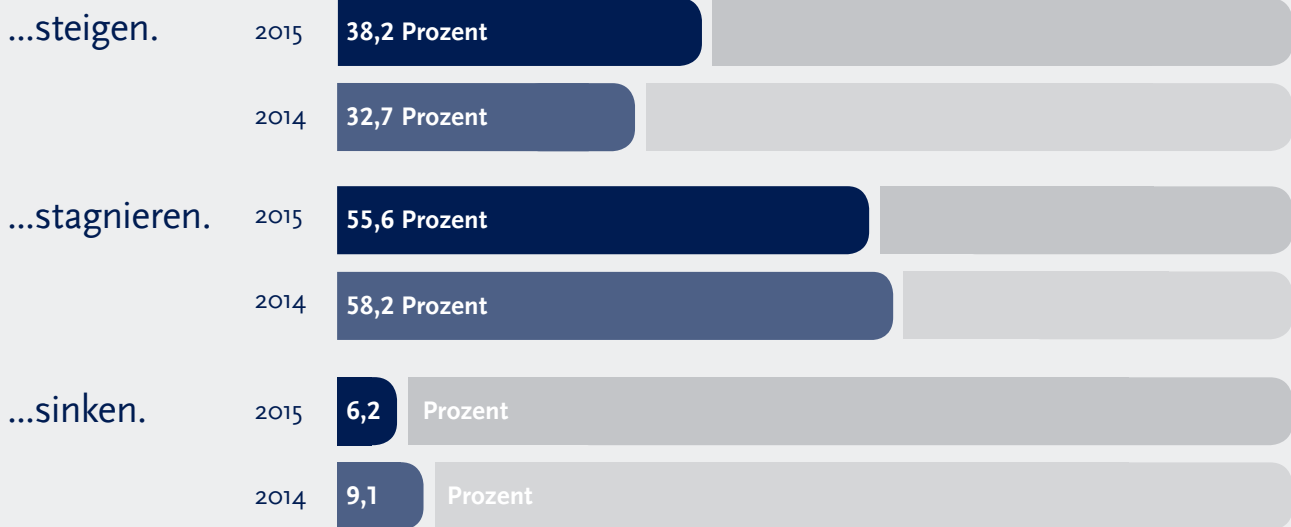 ...steigen. 2015 38,2 Prozent
2014 32,7 Prozent
...stagnieren. 2015 55,6 Prozent
2014 58,2 Prozent
...sinken. 2015 6,2 Prozent
2014 9,1 Prozent